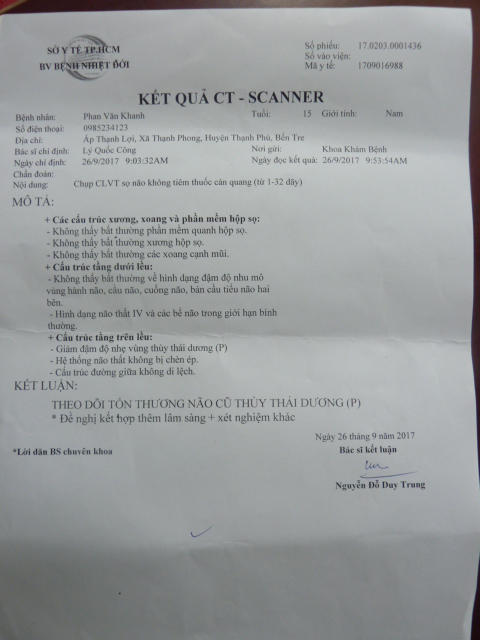 SỞ Y TẾ TP.HCM
BV BỆNH NHIỆT ĐỚI
Số phiếu: 17.0203.0001436
Số vào viện:
Mã y tế: 1709016988
KẾT QUẢ CT - SCANNER
Bệnh nhân: Phan Văn Khanh Tuổi: 15 Giới tính: Nam
Số điện thoại: 0985234123
Địa chỉ: Ấp Thạnh Lợi, Xã Thạnh Phong, Huyện Thạnh Phú, Bến Tre
Bác sĩ chỉ định: Lý Quốc Công Nơi gửi: Khoa Khám Bệnh
Ngày chỉ định: 26/9/2017 9:03:32AM Ngày đọc kết quả: 26/9/2017 9:53:54AM
Chẩn đoán:
Nội dung: Chụp CLVT sọ não không tiêm thuốc cản quang (từ 1-32 dãy)
MÔ TẢ:
+ Các cấu trúc xương, xoang và phần mềm hộp sọ:
- Không thấy bất thường phần mềm quanh hộp sọ.
- Không thấy bất thường xương hộp sọ.
- Không thấy bất thường các xoang cạnh mũi.
+ Cấu trúc tầng dưới lều:
- Không thấy bất thường về hình dạng đậm độ nhu mô
vùng hành não, cầu não, cuống não, bán cầu tiểu não hai
bên.
- Hình dạng não thất IV và các bể não trong giới hạn bình
thường.
+ Cấu trúc tầng trên lều:
- Giảm đậm độ nhẹ vùng thùy thái dương (P)
- Hệ thống não thất không bị chèn ép.
- Cấu trúc đường giữa không di lệch.
KẾT LUẬN:
THEO DÕI TỔN THƯƠNG NÃO CŨ THÙY THÁI DƯƠNG (P)
* Đề nghị kết hợp thêm lâm sàng + xét nghiệm khác
Ngày 26 tháng 9 năm 2017
*Lời dặn BS chuyên khoa Bác sĩ kết luận
Nguyễn Đỗ Duy Trung